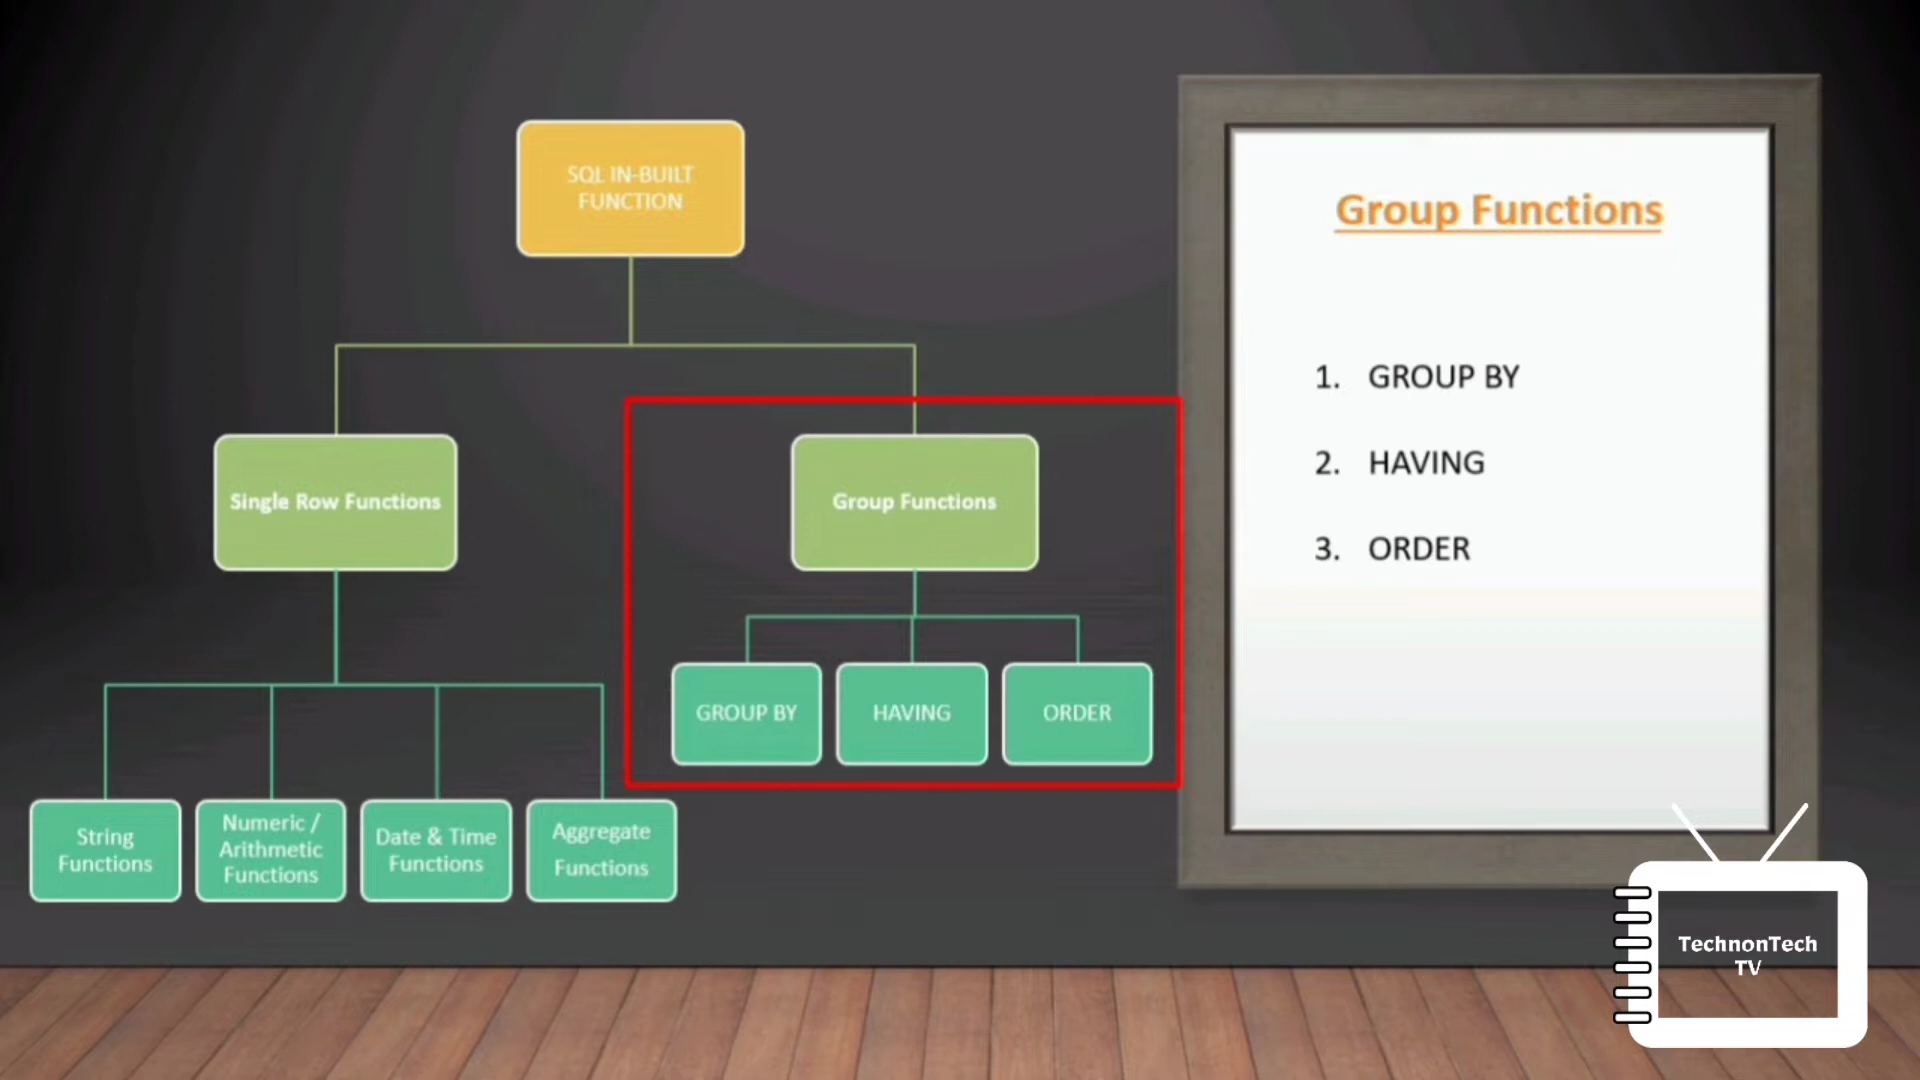 SQL IN-BUILT
FUNCTION
Single Row Functions
Group Functions
GROUP BY
HAVING
ORDER
String
Functions
Numeric /
Arithmetic
Functions
Date & Time
Functions
Aggregate
Functions
Group Functions
1. GROUP BY
2. HAVING
3. ORDER
TechnonTech
TV